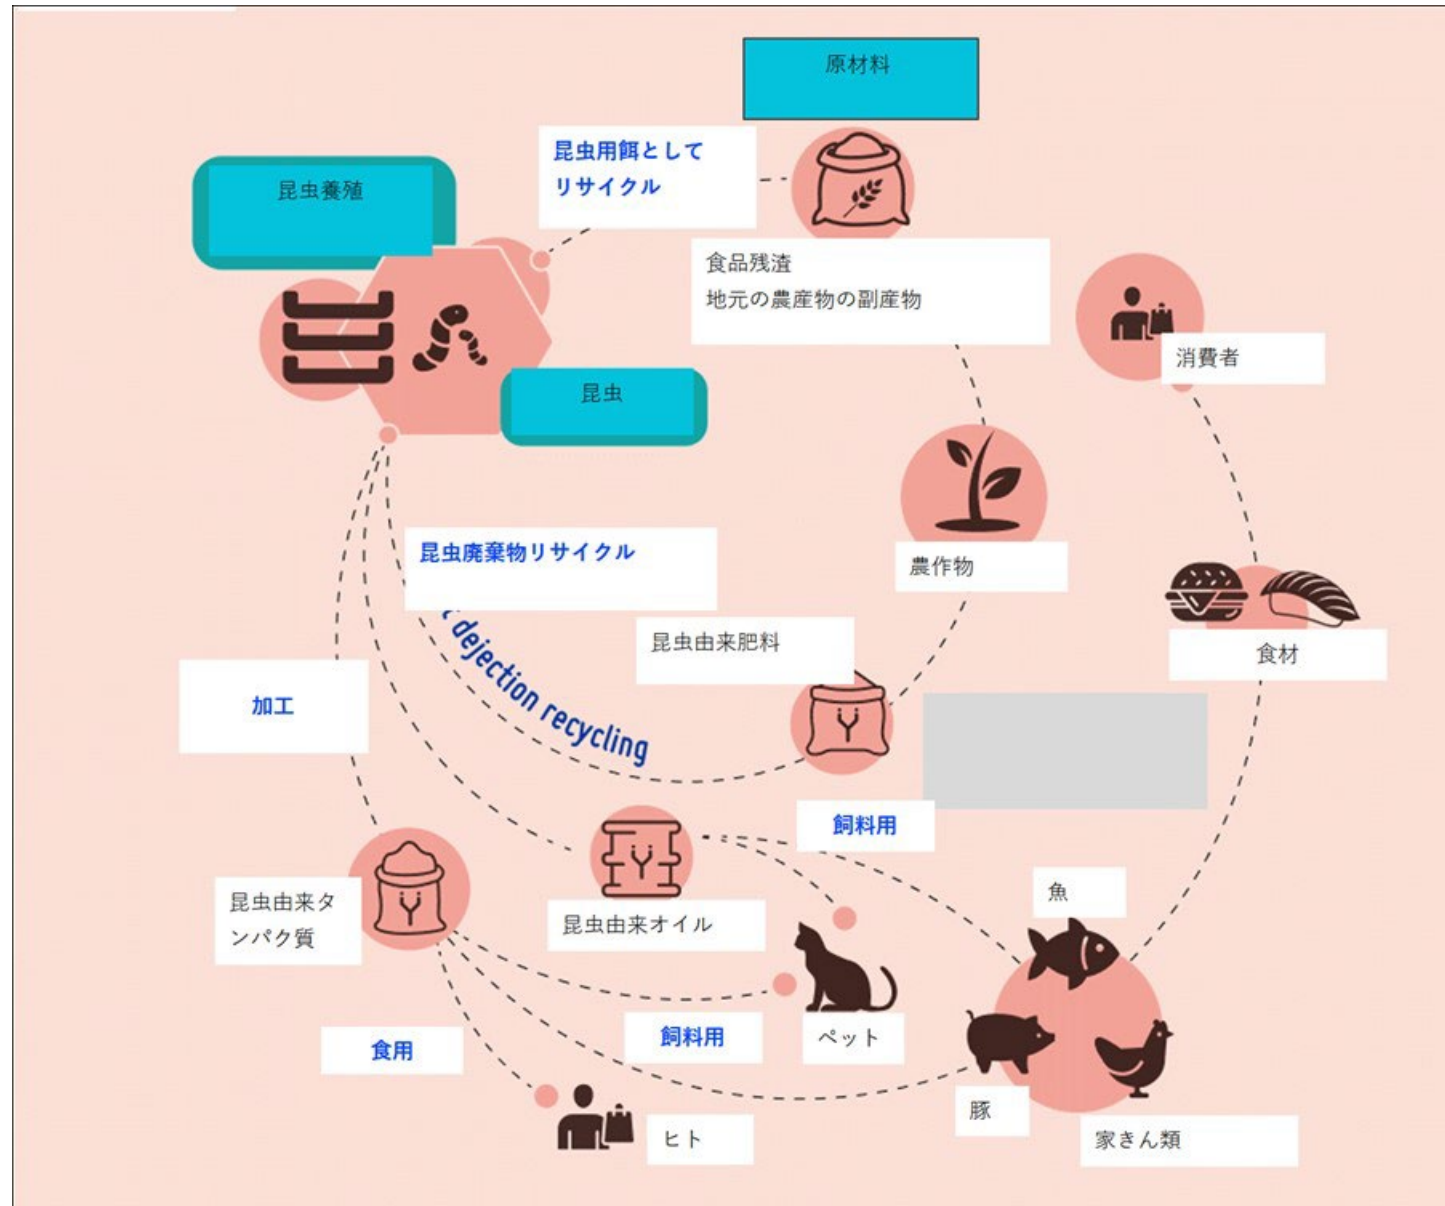 原材料
昆虫用餌として
リサイクル
昆虫養殖
食品残渣
地元の農産物の副産物
消費者
昆虫
昆虫廃棄物リサイクル
農作物
昆虫由来肥料
食材
dejection recycling
加工
飼料用
昆虫由来タ
ンパク質
昆虫由来オイル
魚
食用
飼料用
ペット
豚
ヒト
家きん類